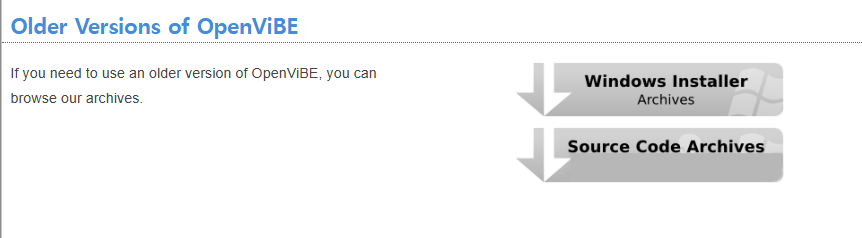 Older Versions of OpenViBE
If you need to use an older version of OpenViBE, you can
browse our archives.
Windows Installer
Archives
Source Code Archives